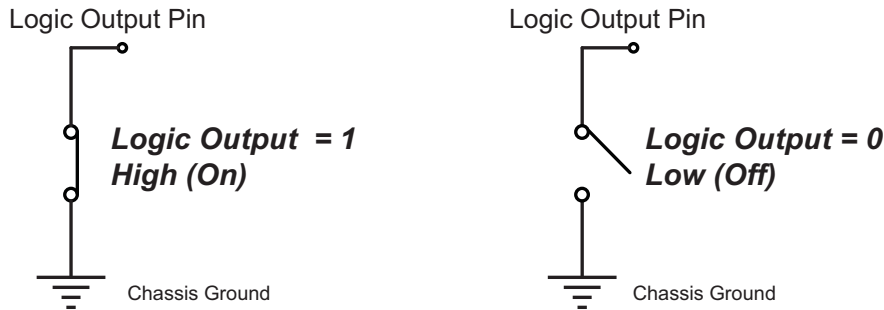 Logic Output Pin
Logic Output = 1
High (On)
Chassis Ground
Logic Output Pin
Logic Output = 0
Low (Off)
Chassis Ground